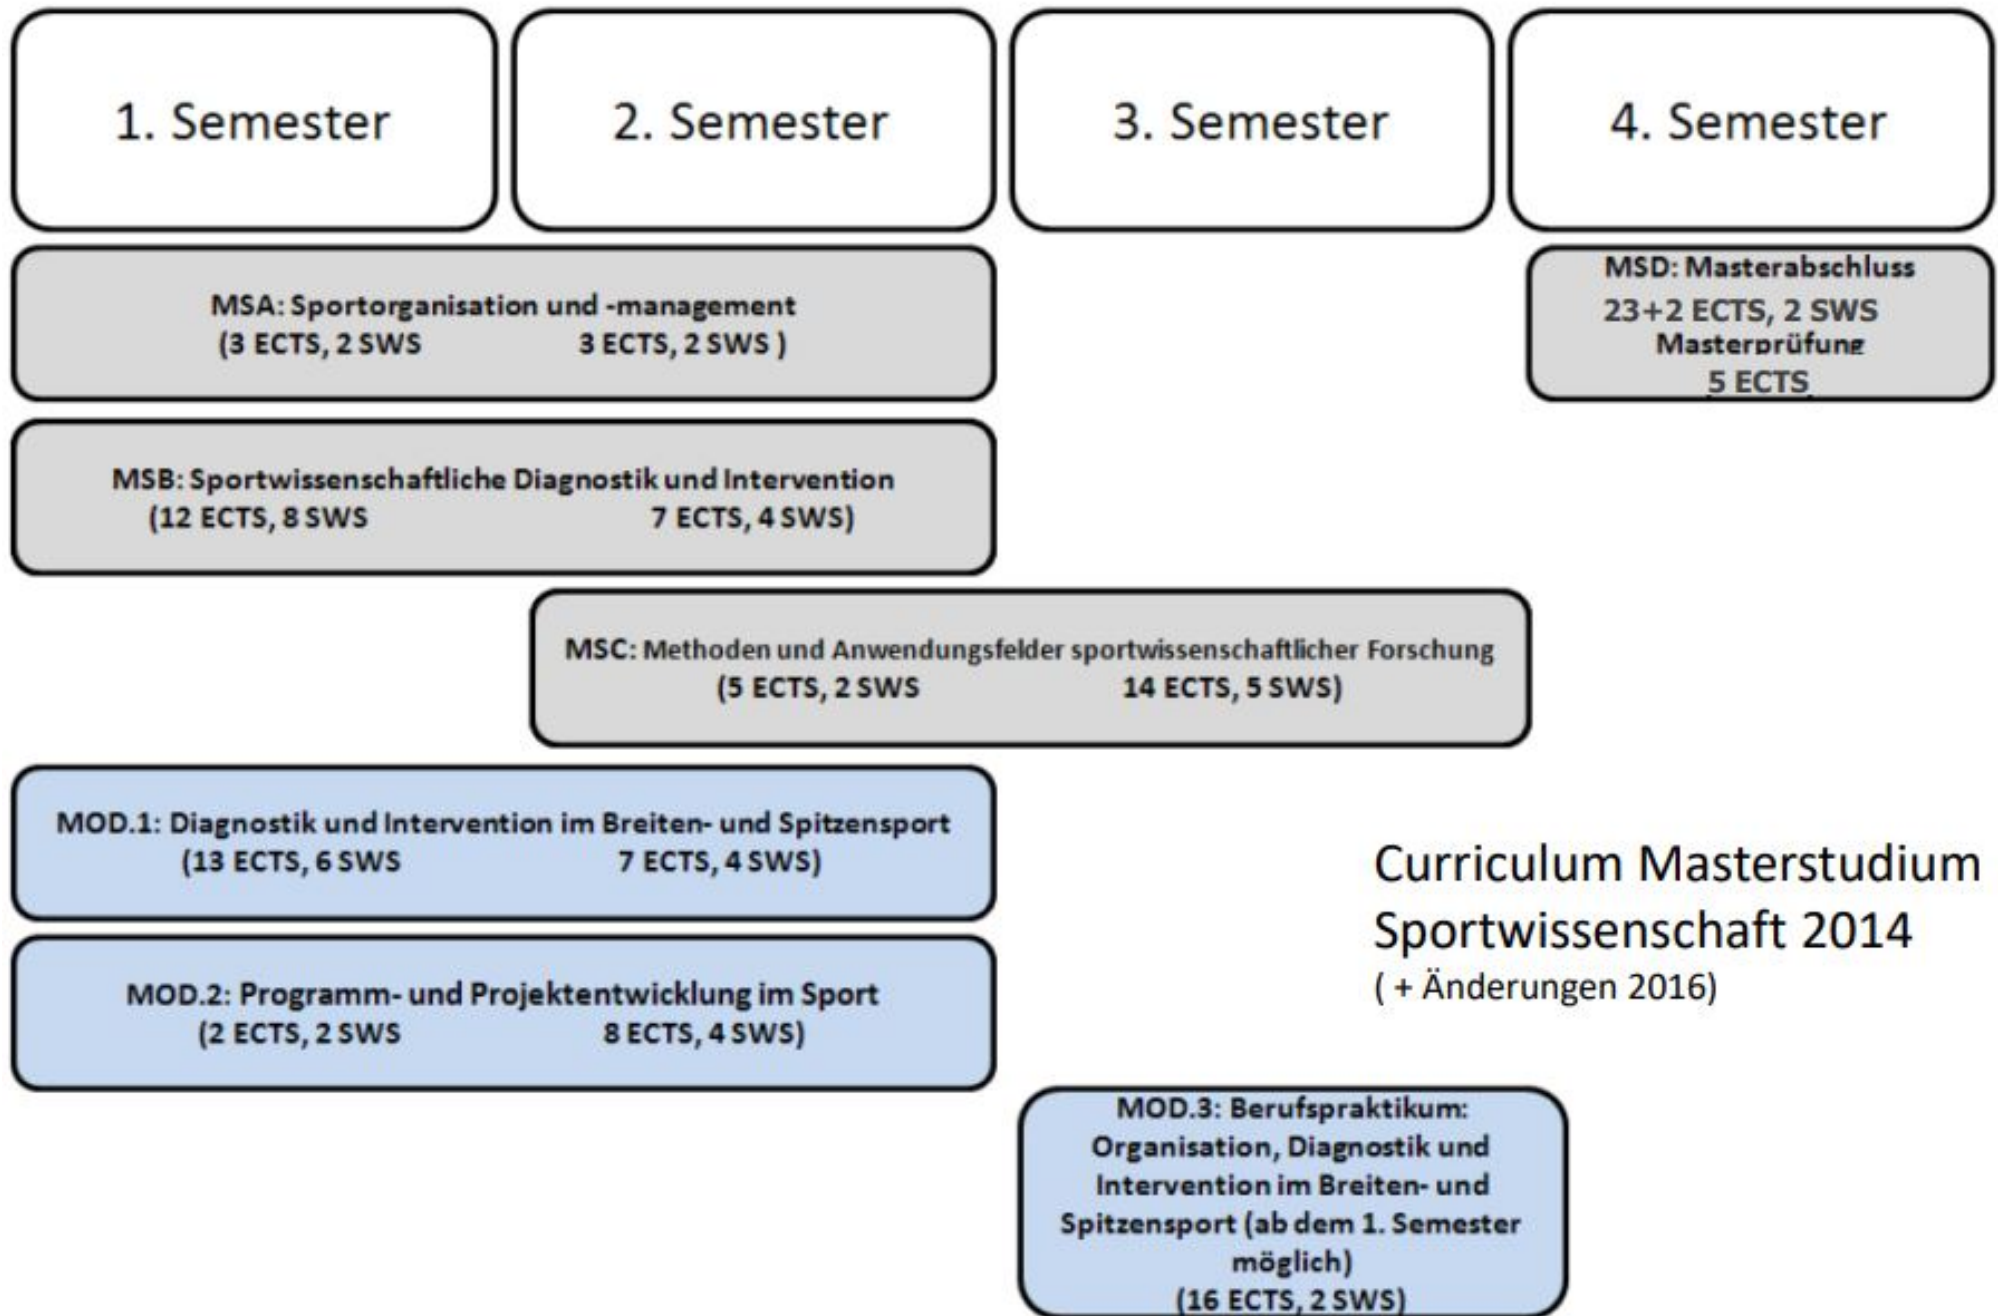 1. Semester
2. Semester
3. Semester
4. Semester
MSA: Sportorganisation und -management
(3 ECTS, 2 SWS 3 ECTS, 2 SWS )
MSD: Masterabschluss
23+2 ECTS, 2 SWS
Masterprüfung
5 ECTS
MSB: Sportwissenschaftliche Diagnostik und Intervention
(12 ECTS, 8 SWS 7 ECTS, 4 SWS)
MSC: Methoden und Anwendungsfelder sportwissenschaftlicher Forschung
(5 ECTS, 2 SWS 14 ECTS, 5 SWS)
MOD.1: Diagnostik und Intervention im Breiten- und Spitzensport
(13 ECTS, 6 SWS 7 ECTS, 4 SWS)
Curriculum Masterstudium
Sportwissenschaft 2014
( + Änderungen 2016)
MOD.2: Programm- und Projektentwicklung im Sport
(2 ECTS, 2 SWS 8 ECTS, 4 SWS)
MOD.3: Berufspraktikum:
Organisation, Diagnostik und
Intervention im Breiten- und
Spitzensport (ab dem 1. Semester
möglich)
(16 ECTS, 2 SWS)